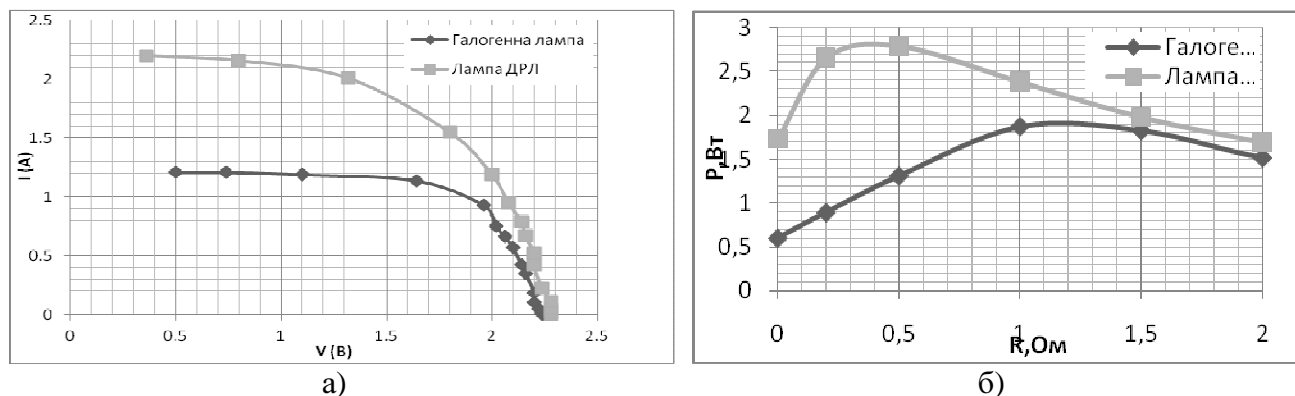 2.5
2
1.5
1
0.5
0
I (A)
0 0.5 1 1.5 2 2.5
V (В)
Галогенна лампа
Лампа ДРЛ
а)
3
2,5
2
1,5
1
0,5
0
P,Вт
0 0,5 1 1,5 2
R,Ом
Галоге...
Лампа...
б)